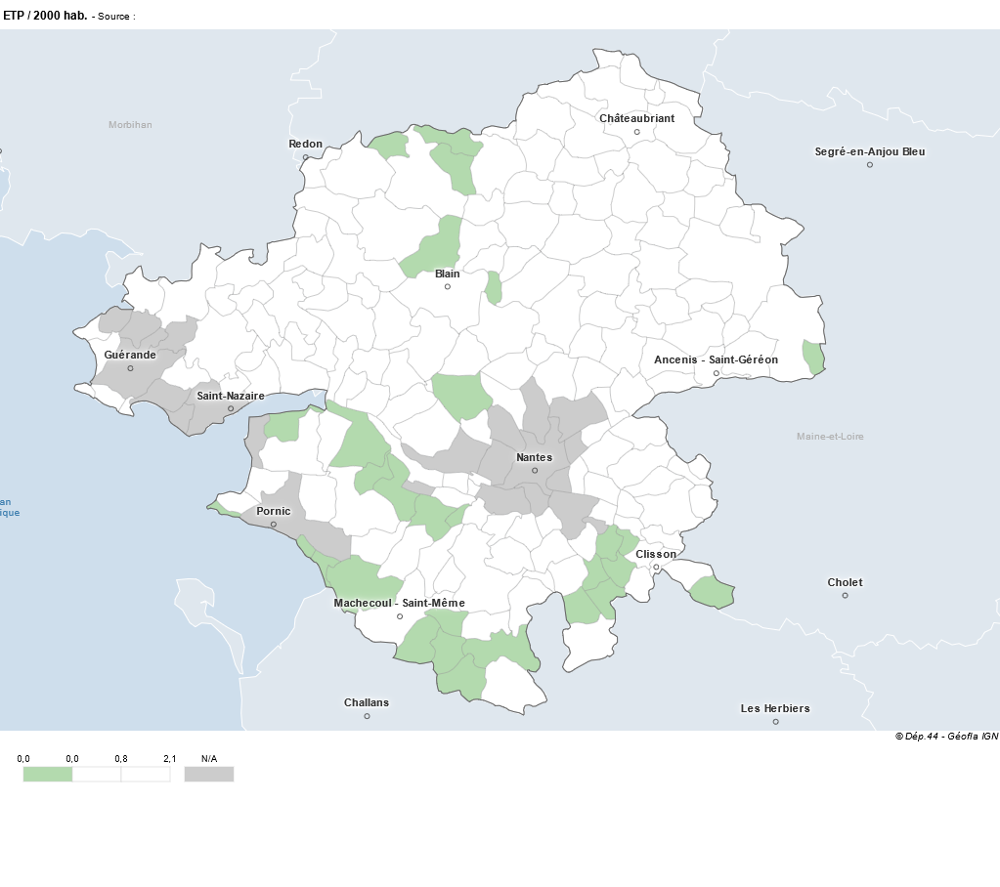 ETP / 2000 hab. - Source :
Châteaubriant
Morbihan
Redon
Segré-en-Anjou Bleu
Blain
Guérande
Ancenis - Saint-Géréon
Saint-Nazaire
Maine-et-Loire
Nantes
an
ique
Pornic
Clisson
Cholet
Machecoul - Saint-Même
Challans
Les Herbiers
© Dép.44 - Géofla IGN
0,0 0,0 0,8 2,1 N/A